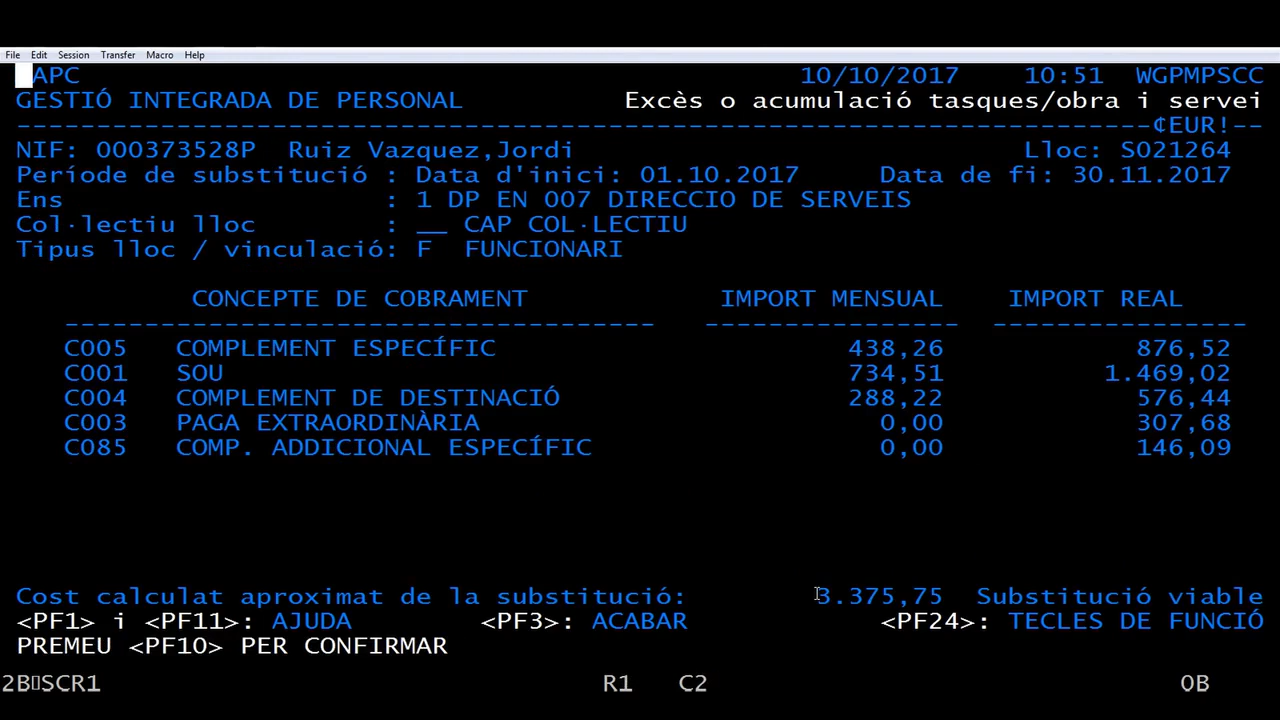 File Edit Session Transfer Macro Help
APC 10/10/2017 10:51 WGPMPSCC
GESTIÓ INTEGRADA DE PERSONAL Excès o acumulació tasques/obra i servei
-----------------------------------------------------------------------¢EUR!--
NIF: 000373528P Ruiz Vazquez,Jordi Lloc: S021264
Període de substitució : Data d'inici: 01.10.2017 Data de fi: 30.11.2017
Ens : 1 DP EN 007 DIRECCIO DE SERVEIS
Col·lectiu lloc : __ CAP COL·LECTIU
Tipus lloc / vinculació: F FUNCIONARI
CONCEPTE DE COBRAMENT IMPORT MENSUAL IMPORT REAL
------------------------------------- ---------------- ----------------
C005 COMPLEMENT ESPECÍFIC 438,26 876,52
C001 SOU 734,51 1.469,02
C004 COMPLEMENT DE DESTINACIÓ 288,22 576,44
C003 PAGA EXTRAORDINÀRIA 0,00 307,68
C085 COMP. ADDICIONAL ESPECÍFIC 0,00 146,09
Cost calculat aproximat de la substitució: 3.375,75 Substitució viable
<PF1> i <PF11>: AJUDA <PF3>: ACABAR <PF24>: TECLES DE FUNCIÓ
PREMEU <PF10> PER CONFIRMAR
2B▯SCR1 R1 C2 0B